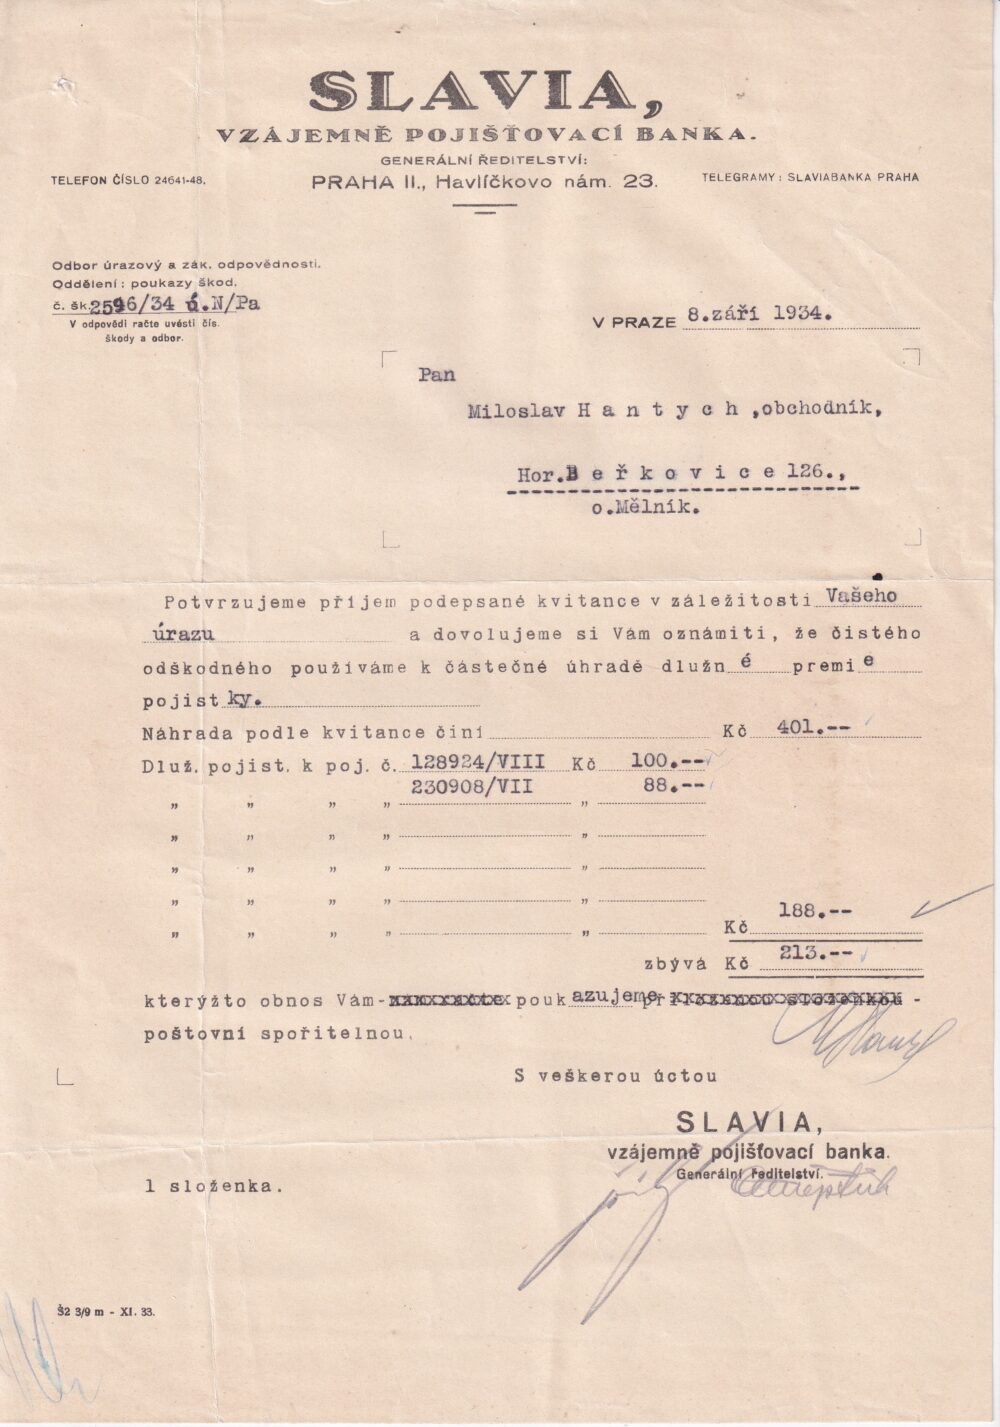 SLAVIA,
VZÁJEMNĚ POJIŠŤOVACÍ BANKA.
GENERÁLNÍ ŘEDITELSTVÍ:
TELEFON ČÍSLO 24641-48.
PRAHA II., Havlíčkovo nám. 23.
TELEGRAMY: SLAVIABANKA PRAHA
Odbor úrazový a zák. odpovědnosti.
Oddělení: poukazy škod.
č. šk. 2596/34 ú.N/Pa
V odpovědi račte uvésti čís.
škody a odbor.
V PRAZE 8.září 1934.
Pan
Miloslav H a n t y c h ,obchodník,
Hor.B e ř k o v i c e 126.,
o.Mělník.
Potvrzujeme příjem podepsané kvitance v záležitosti Vašeho
úrazu a dovolujeme si Vám oznámiti, že čistého
odškodného používáme k částečné úhradě dlužn é premi e
pojist ky.
Náhrada podle kvitance činí Kč 401.--
Dluž. pojist. k poj. č. 128924/VIII Kč 100.--
„ „ „ „ 230908/VII „ 88.--
„ „ „ „ „
„ „ „ „ „
„ „ „ „ „
„ „ „ „ „ Kč 188.--
zbývá Kč 213.--
kterýžto obnos Vám- pouk azujeme
poštovní spořitelnou.
S veškerou úctou
SLAVIA,
vzájemně pojišťovací banka.
Generální ředitelství.
1 složenka.
Š2 3/9 m - XI. 33.